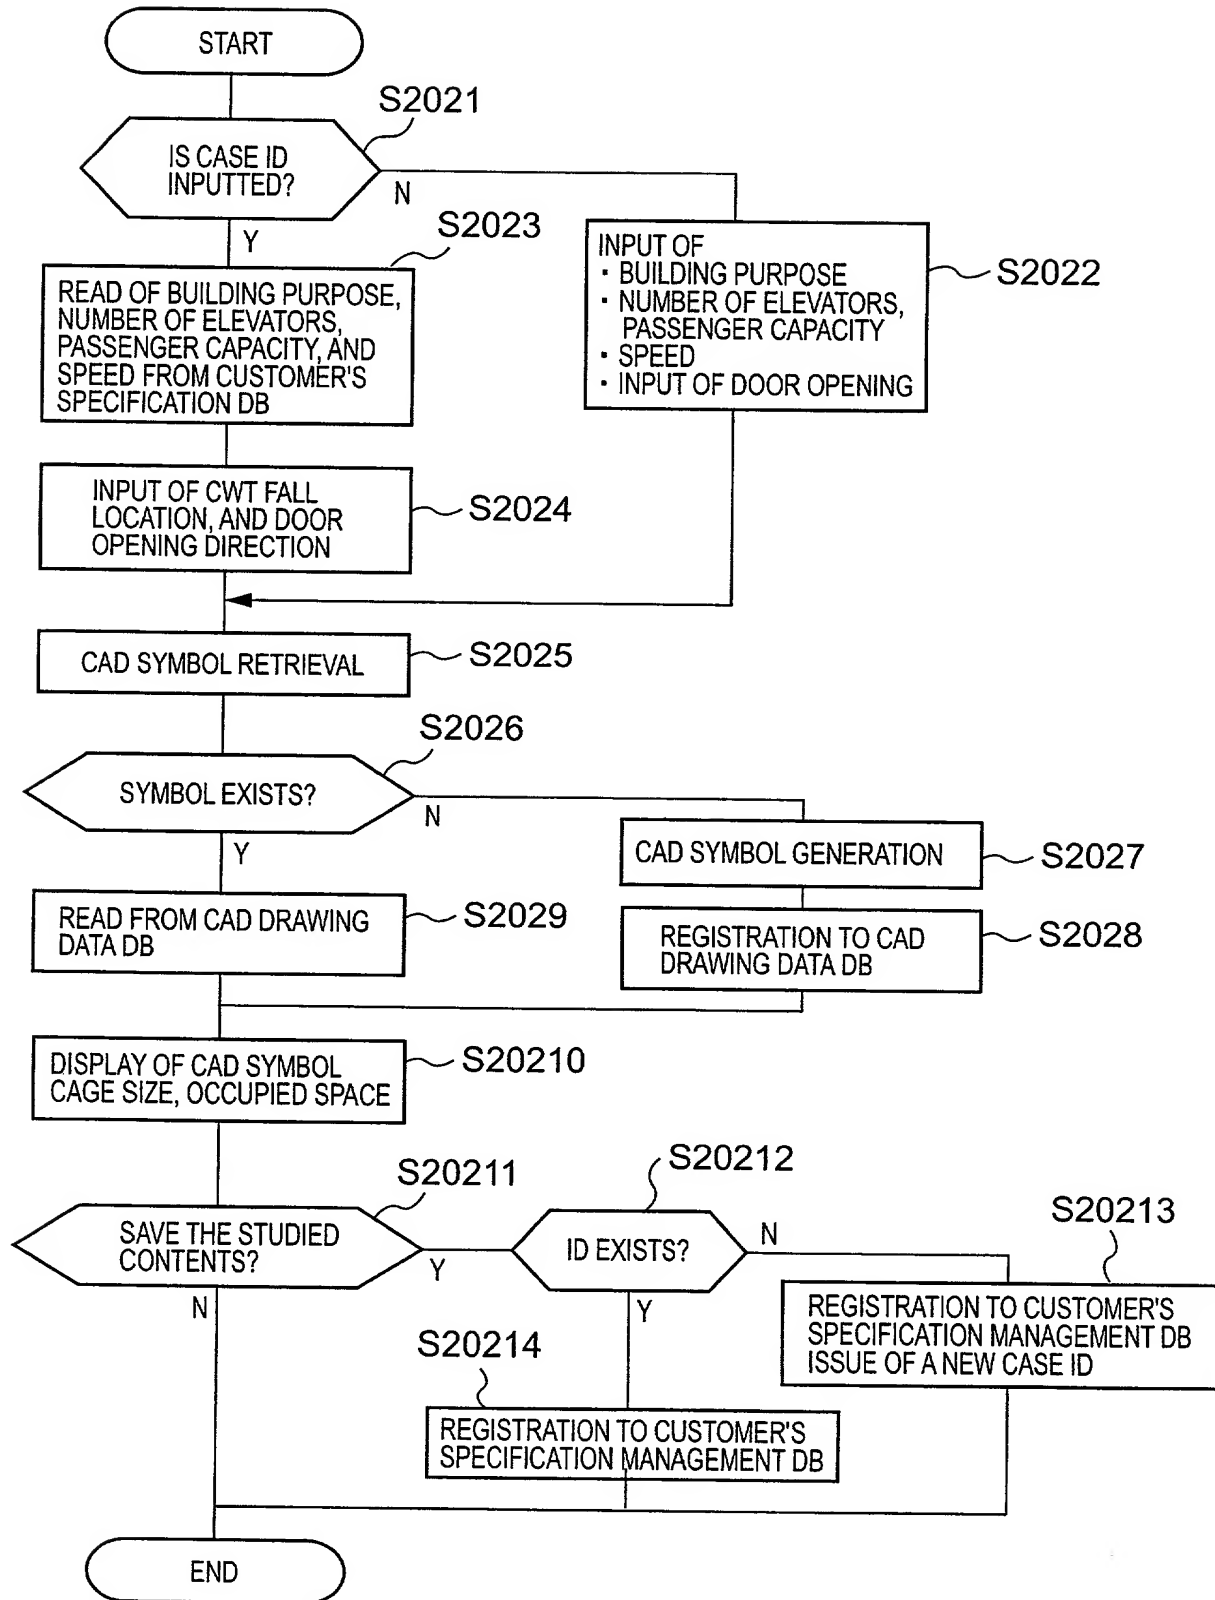 START
S2021
IS CASE ID
INPUTTED?
N
Y
S2023
READ OF BUILDING PURPOSE,
NUMBER OF ELEVATORS,
PASSENGER CAPACITY, AND
SPEED FROM CUSTOMER'S
SPECIFICATION DB
INPUT OF
・BUILDING PURPOSE
・NUMBER OF ELEVATORS,
PASSENGER CAPACITY
・SPEED
・INPUT OF DOOR OPENING
S2022
INPUT OF CWT FALL
LOCATION, AND DOOR
OPENING DIRECTION
S2024
CAD SYMBOL RETRIEVAL
S2025
S2026
SYMBOL EXISTS?
N
Y
CAD SYMBOL GENERATION
S2027
READ FROM CAD DRAWING
DATA DB
S2029
REGISTRATION TO CAD
DRAWING DATA DB
S2028
DISPLAY OF CAD SYMBOL
CAGE SIZE, OCCUPIED SPACE
S20210
S20211
SAVE THE STUDIED
CONTENTS?
Y
N
S20212
ID EXISTS?
N
Y
S20213
REGISTRATION TO CUSTOMER'S
SPECIFICATION MANAGEMENT DB
ISSUE OF A NEW CASE ID
S20214
REGISTRATION TO CUSTOMER'S
SPECIFICATION MANAGEMENT DB
END